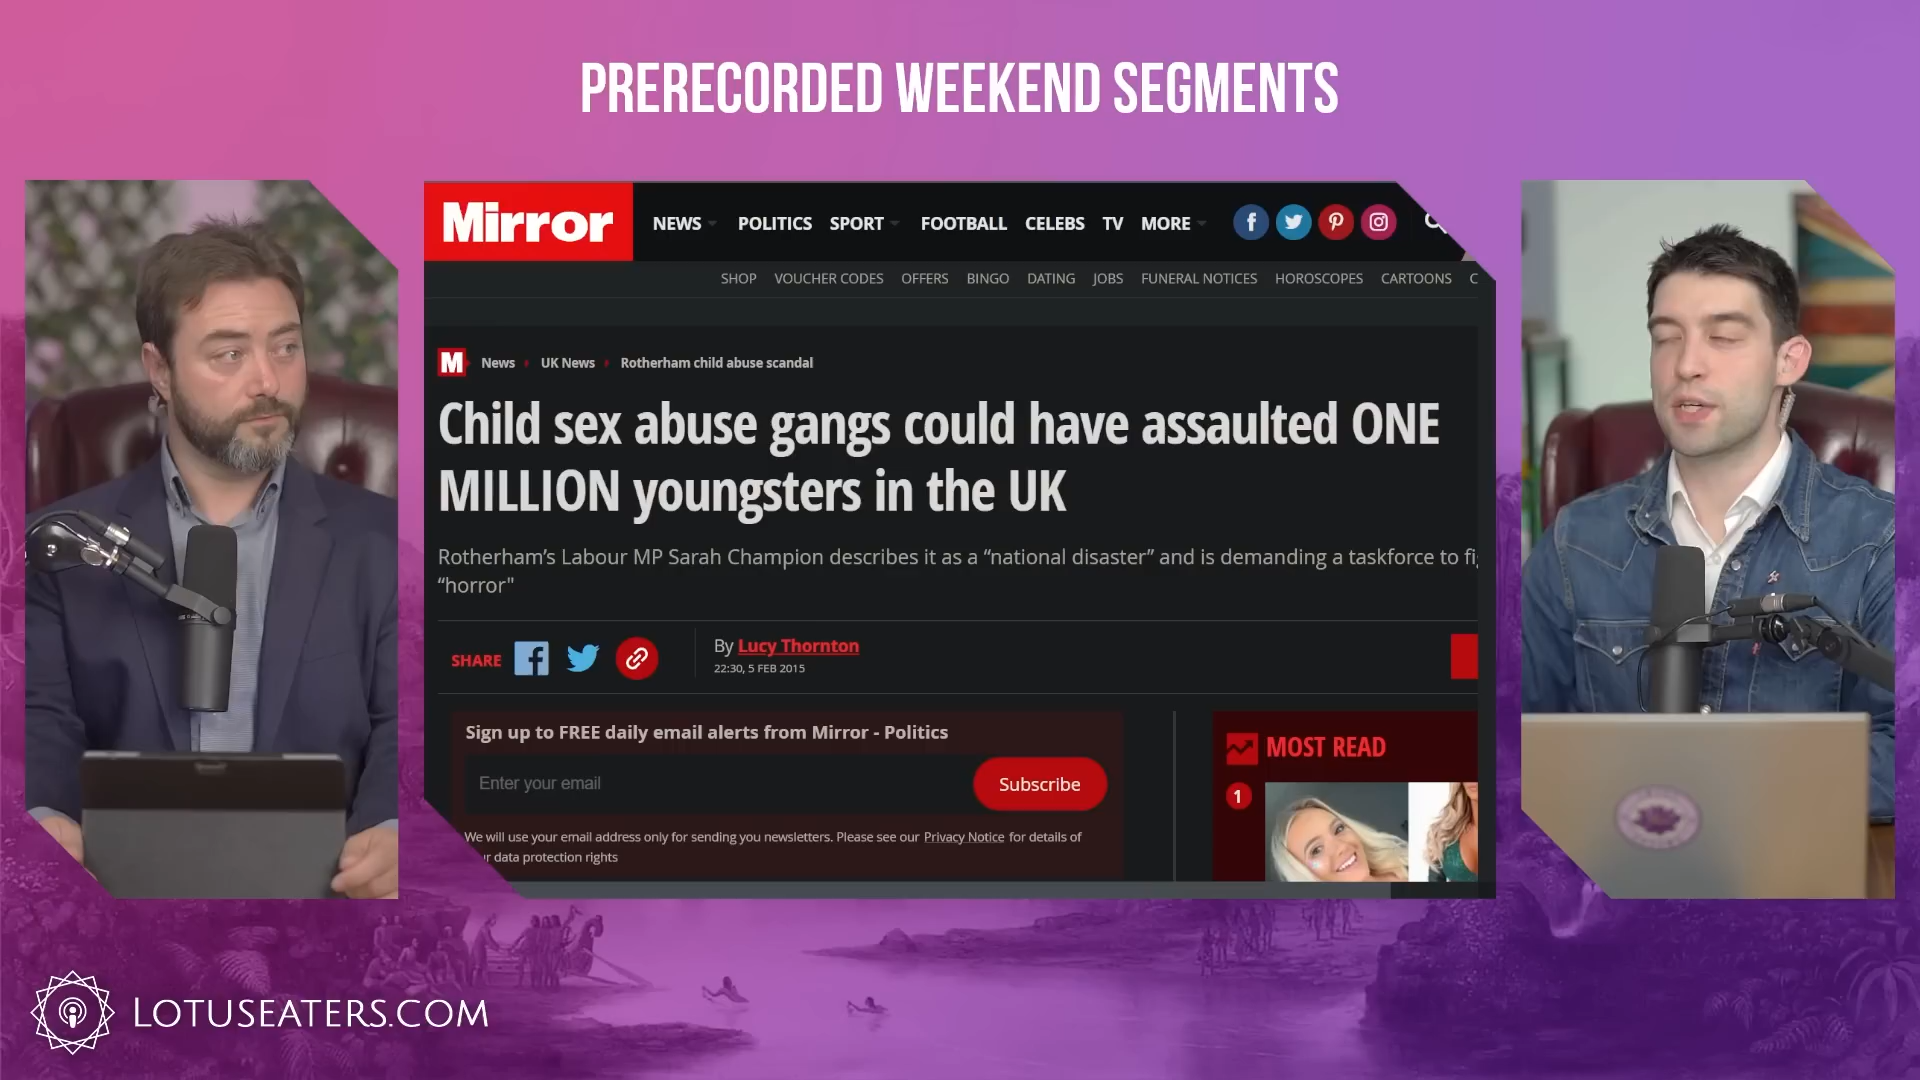 PRERECORDED WEEKEND SEGMENTS
Mirror
NEWS POLITICS SPORT FOOTBALL CELEBS TV MORE
SHOP VOUCHER CODES OFFERS BINGO DATING JOBS FUNERAL NOTICES HOROSCOPES CARTOONS C
M News UK News Rotherham child abuse scandal
Child sex abuse gangs could have assaulted ONE
MILLION youngsters in the UK
Rotherham's Labour MP Sarah Champion describes it as a “national disaster” and is demanding a taskforce to fi
“horror"
SHARE
By Lucy Thornton
22:30, 5 FEB 2015
Sign up to FREE daily email alerts from Mirror - Politics
Enter your email
Subscribe
We will use your email address only for sending you newsletters. Please see our Privacy Notice for details of
r data protection rights
MOST READ
1
LOTUSEATERS.COM